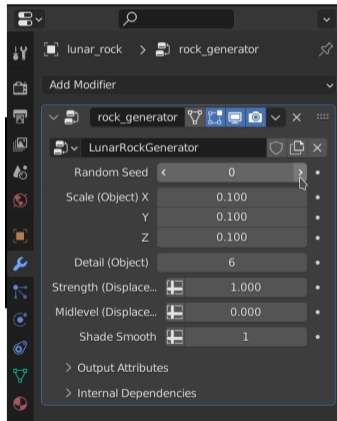 lunar_rock > rock_generator
Add Modifier
rock_generator
LunarRockGenerator
Random Seed 0
Scale (Object) X 0.100
Y 0.100
Z 0.100
Detail (Object) 6
Strength (Displace... 1.000
Midlevel (Displace... 0.000
Shade Smooth 1
Output Attributes
Internal Dependencies